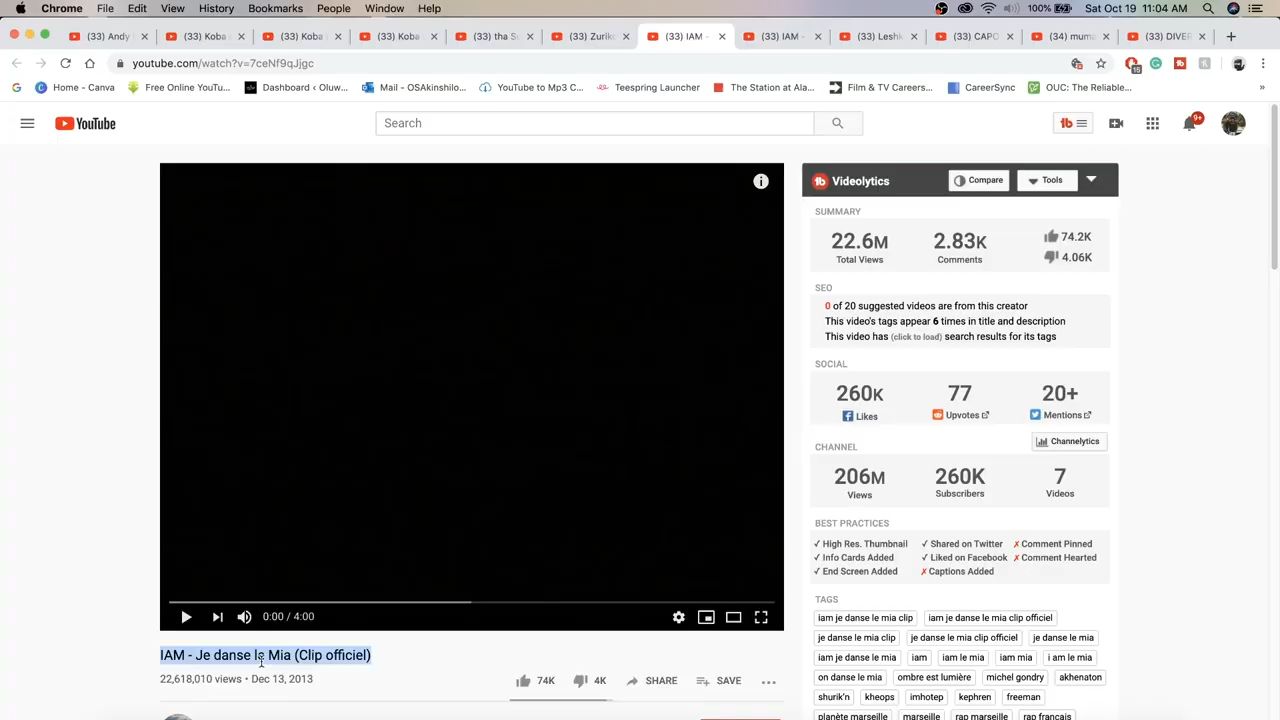 Chrome File Edit View History Bookmarks People Window Help 100% Sat Oct 19 11:04 AM
(33) Andy (33) Koba (33) Koba (33) Koba (33) tha S (33) Zurik (33) IAM - (33) IAM - (33) Lesh (33) CAPO (34) mum (33) DIVER
youtube.com/watch?v=7ceNf9qJjgc 15
G Home - Canva Free Online YouTu... Dashboard ‹ Oluw... Mail - OSAkinshilo... YouTube to Mp3 C... Teespring Launcher The Station at Ala... Film & TV Careers... CareerSync OUC: The Reliable... »
YouTube Search tb 9+
i tb Videolytics Compare Tools
SUMMARY
22.6M 2.83K 74.2K
Total Views Comments 4.06K
SEO
0 of 20 suggested videos are from this creator
This video's tags appear 6 times in title and description
This video has (click to load) search results for its tags
SOCIAL
260K 77 20+
Likes Upvotes Mentions
CHANNEL Channelytics
206M 260K 7
Views Subscribers Videos
BEST PRACTICES
✓ High Res. Thumbnail ✓ Shared on Twitter ✗ Comment Pinned
✓ Info Cards Added ✓ Liked on Facebook ✗ Comment Hearted
✓ End Screen Added ✗ Captions Added
TAGS
iam je danse le mia clip iam je danse le mia clip officiel
je danse le mia clip je danse le mia clip officiel je danse le mia
iam je danse le mia iam iam le mia iam mia i am le mia
on danse le mia ombre est lumière michel gondry akhenaton
shurik'n kheops imhotep kephren freeman
planète marseille marseille rap marseille rap français
0:00 / 4:00
IAM - Je danse le Mia (Clip officiel)
22,618,010 views • Dec 13, 2013 74K 4K SHARE SAVE ...